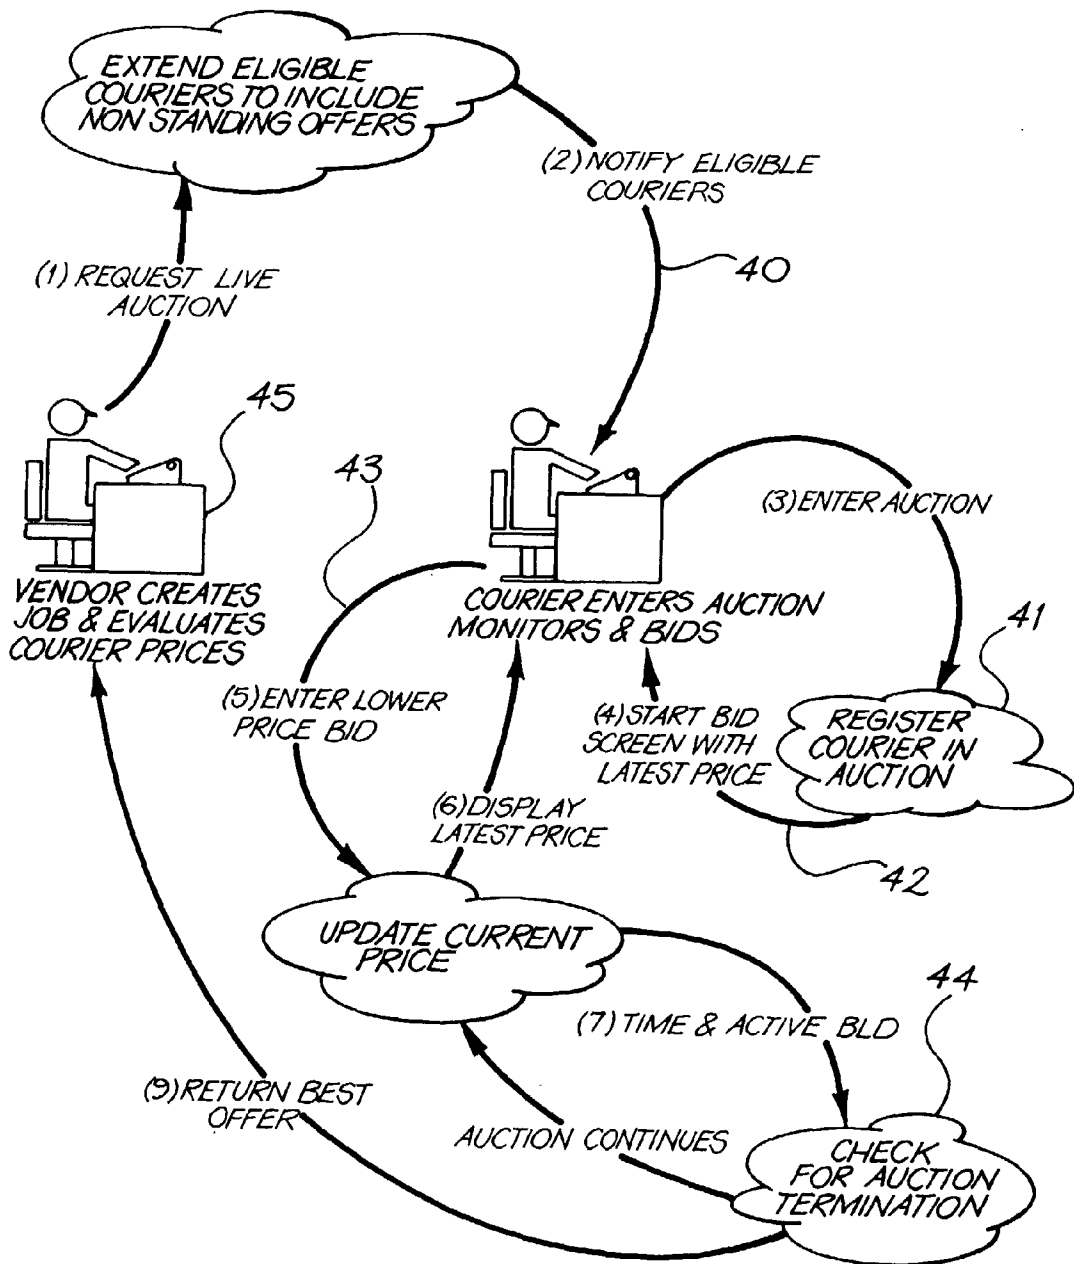 EXTEND ELIGIBLE
COURIERS TO INCLUDE
NON STANDING OFFERS
(2) NOTIFY ELIGIBLE
COURIERS
40
(1) REQUEST LIVE
AUCTION
45
43
(3) ENTER AUCTION
VENDOR CREATES
JOB & EVALUATES
COURIER PRICES
COURIER ENTERS AUCTION
MONITORS & BIDS
41
(5) ENTER LOWER
PRICE BID
(4) START BID
SCREEN WITH
LATEST PRICE
REGISTER
COURIER IN
AUCTION
(6) DISPLAY
LATEST PRICE
42
UPDATE CURRENT
PRICE
44
(7) TIME & ACTIVE BLD
(9) RETURN BEST
OFFER
AUCTION CONTINUES
CHECK
FOR AUCTION
TERMINATION